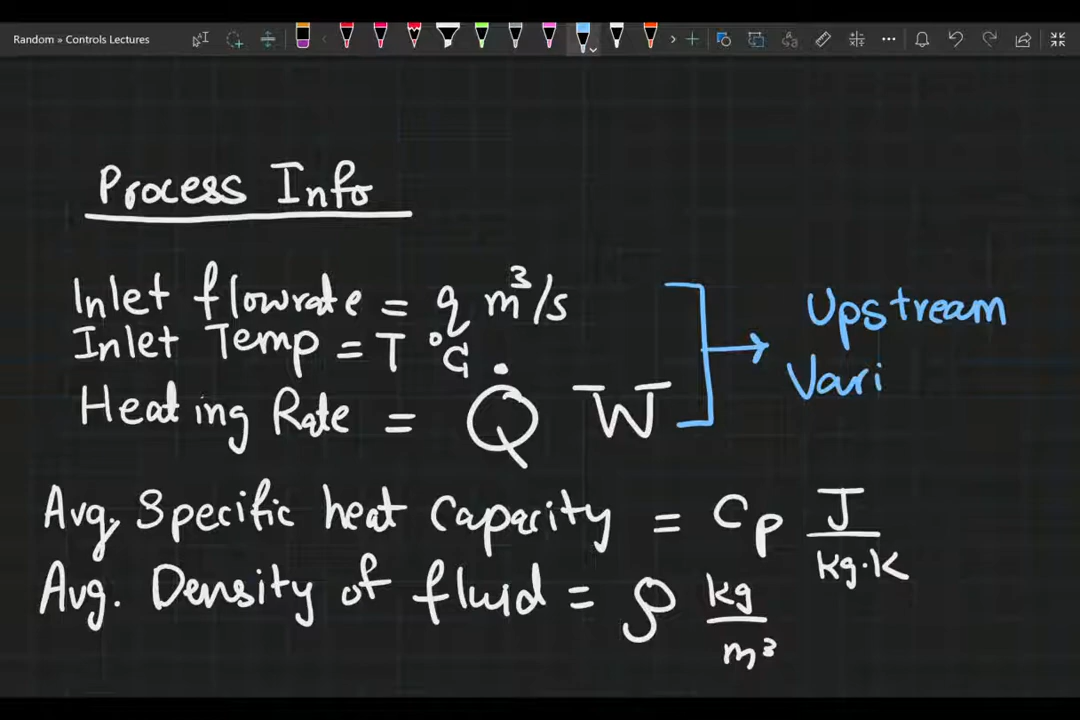 Random » Controls Lectures
Process Info
Inlet flowrate = q m³/s
Inlet Temp = T °C
Heating Rate = Q̇ W
Upstream
Vari
Avg. Specific heat capacity = Cp J/kg·K
Avg. Density of fluid = ρ kg/m³